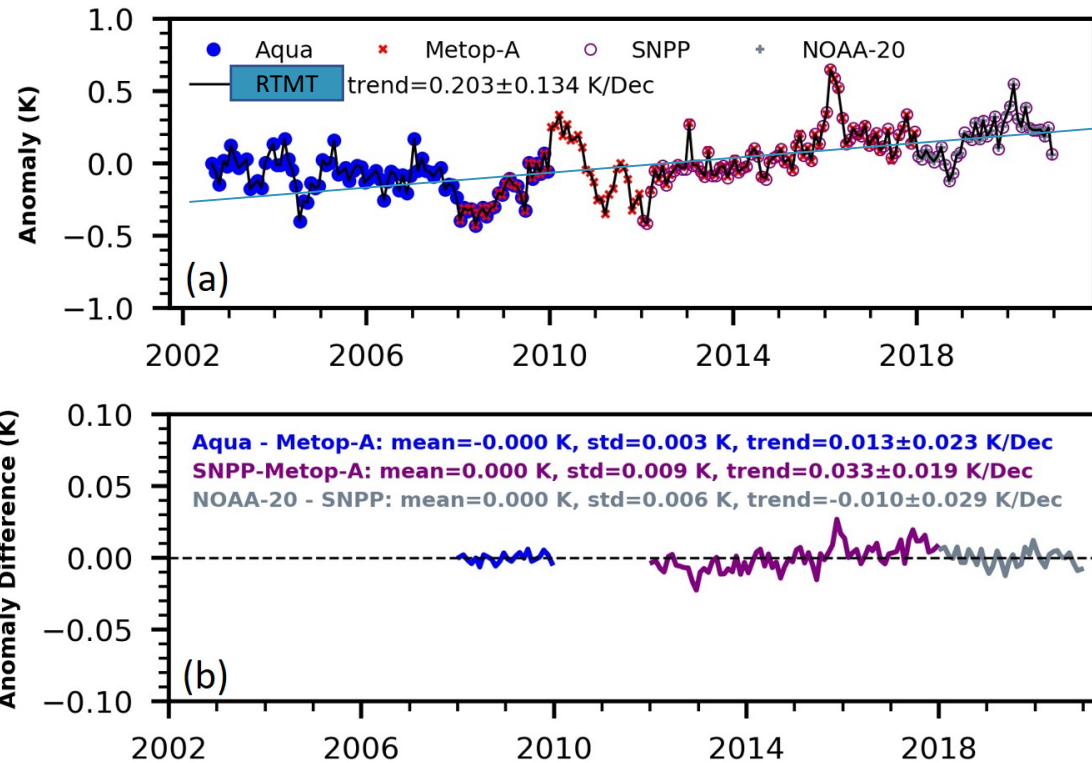 1.0
Aqua Metop-A SNPP NOAA-20
RTMT trend=0.203±0.134 K/Dec
0.5
0.0
−0.5
−1.0
Anomaly (K)
(a)
2002 2006 2010 2014 2018
0.10
Aqua - Metop-A: mean=-0.000 K, std=0.003 K, trend=0.013±0.023 K/Dec
SNPP-Metop-A: mean=0.000 K, std=0.009 K, trend=0.033±0.019 K/Dec
NOAA-20 - SNPP: mean=0.000 K, std=0.006 K, trend=-0.010±0.029 K/Dec
0.05
0.00
−0.05
−0.10
Anomaly Difference (K)
(b)
2002 2006 2010 2014 2018